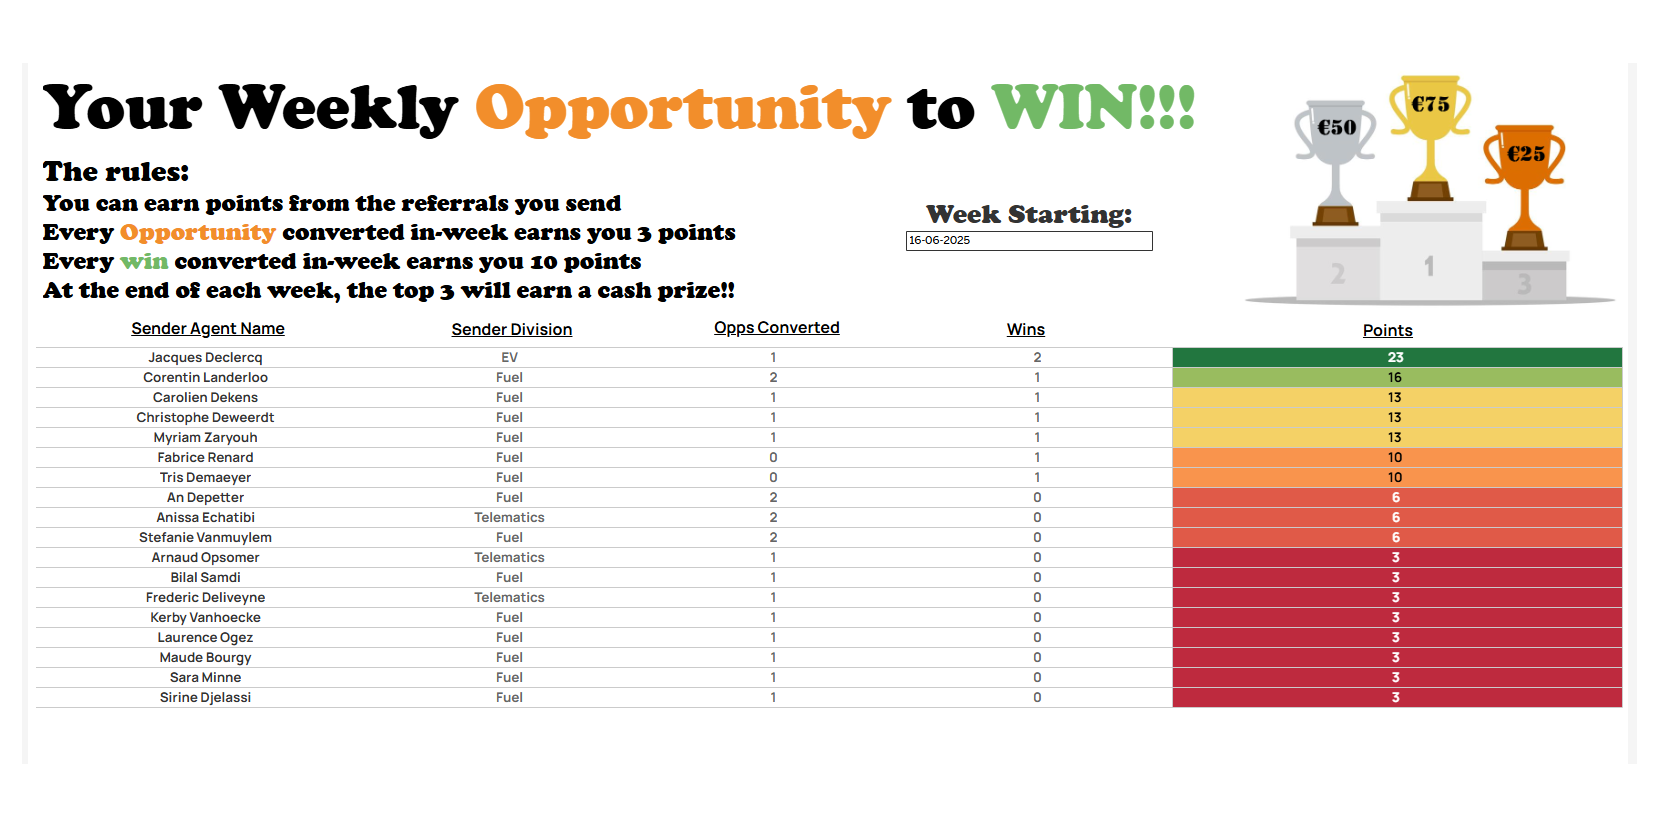 Your Weekly Opportunity to WIN!!!
€50
€75
€25
2
1
3
The rules:
You can earn points from the referrals you send
Every Opportunity converted in-week earns you 3 points
Every win converted in-week earns you 10 points
At the end of each week, the top 3 will earn a cash prize!!
Week Starting:
16-06-2025
Sender Agent Name Sender Division Opps Converted Wins Points
Jacques Declercq EV 1 2 23
Corentin Landerloo Fuel 2 1 16
Carolien Dekens Fuel 1 1 13
Christophe Deweerdt Fuel 1 1 13
Myriam Zaryouh Fuel 1 1 13
Fabrice Renard Fuel 0 1 10
Tris Demaeyer Fuel 0 1 10
An Depetter Fuel 2 0 6
Anissa Echatibi Telematics 2 0 6
Stefanie Vanmuylem Fuel 2 0 6
Arnaud Opsomer Telematics 1 0 3
Bilal Samdi Fuel 1 0 3
Frederic Deliveyne Telematics 1 0 3
Kerby Vanhoecke Fuel 1 0 3
Laurence Ogez Fuel 1 0 3
Maude Bourgy Fuel 1 0 3
Sara Minne Fuel 1 0 3
Sirine Djelassi Fuel 1 0 3